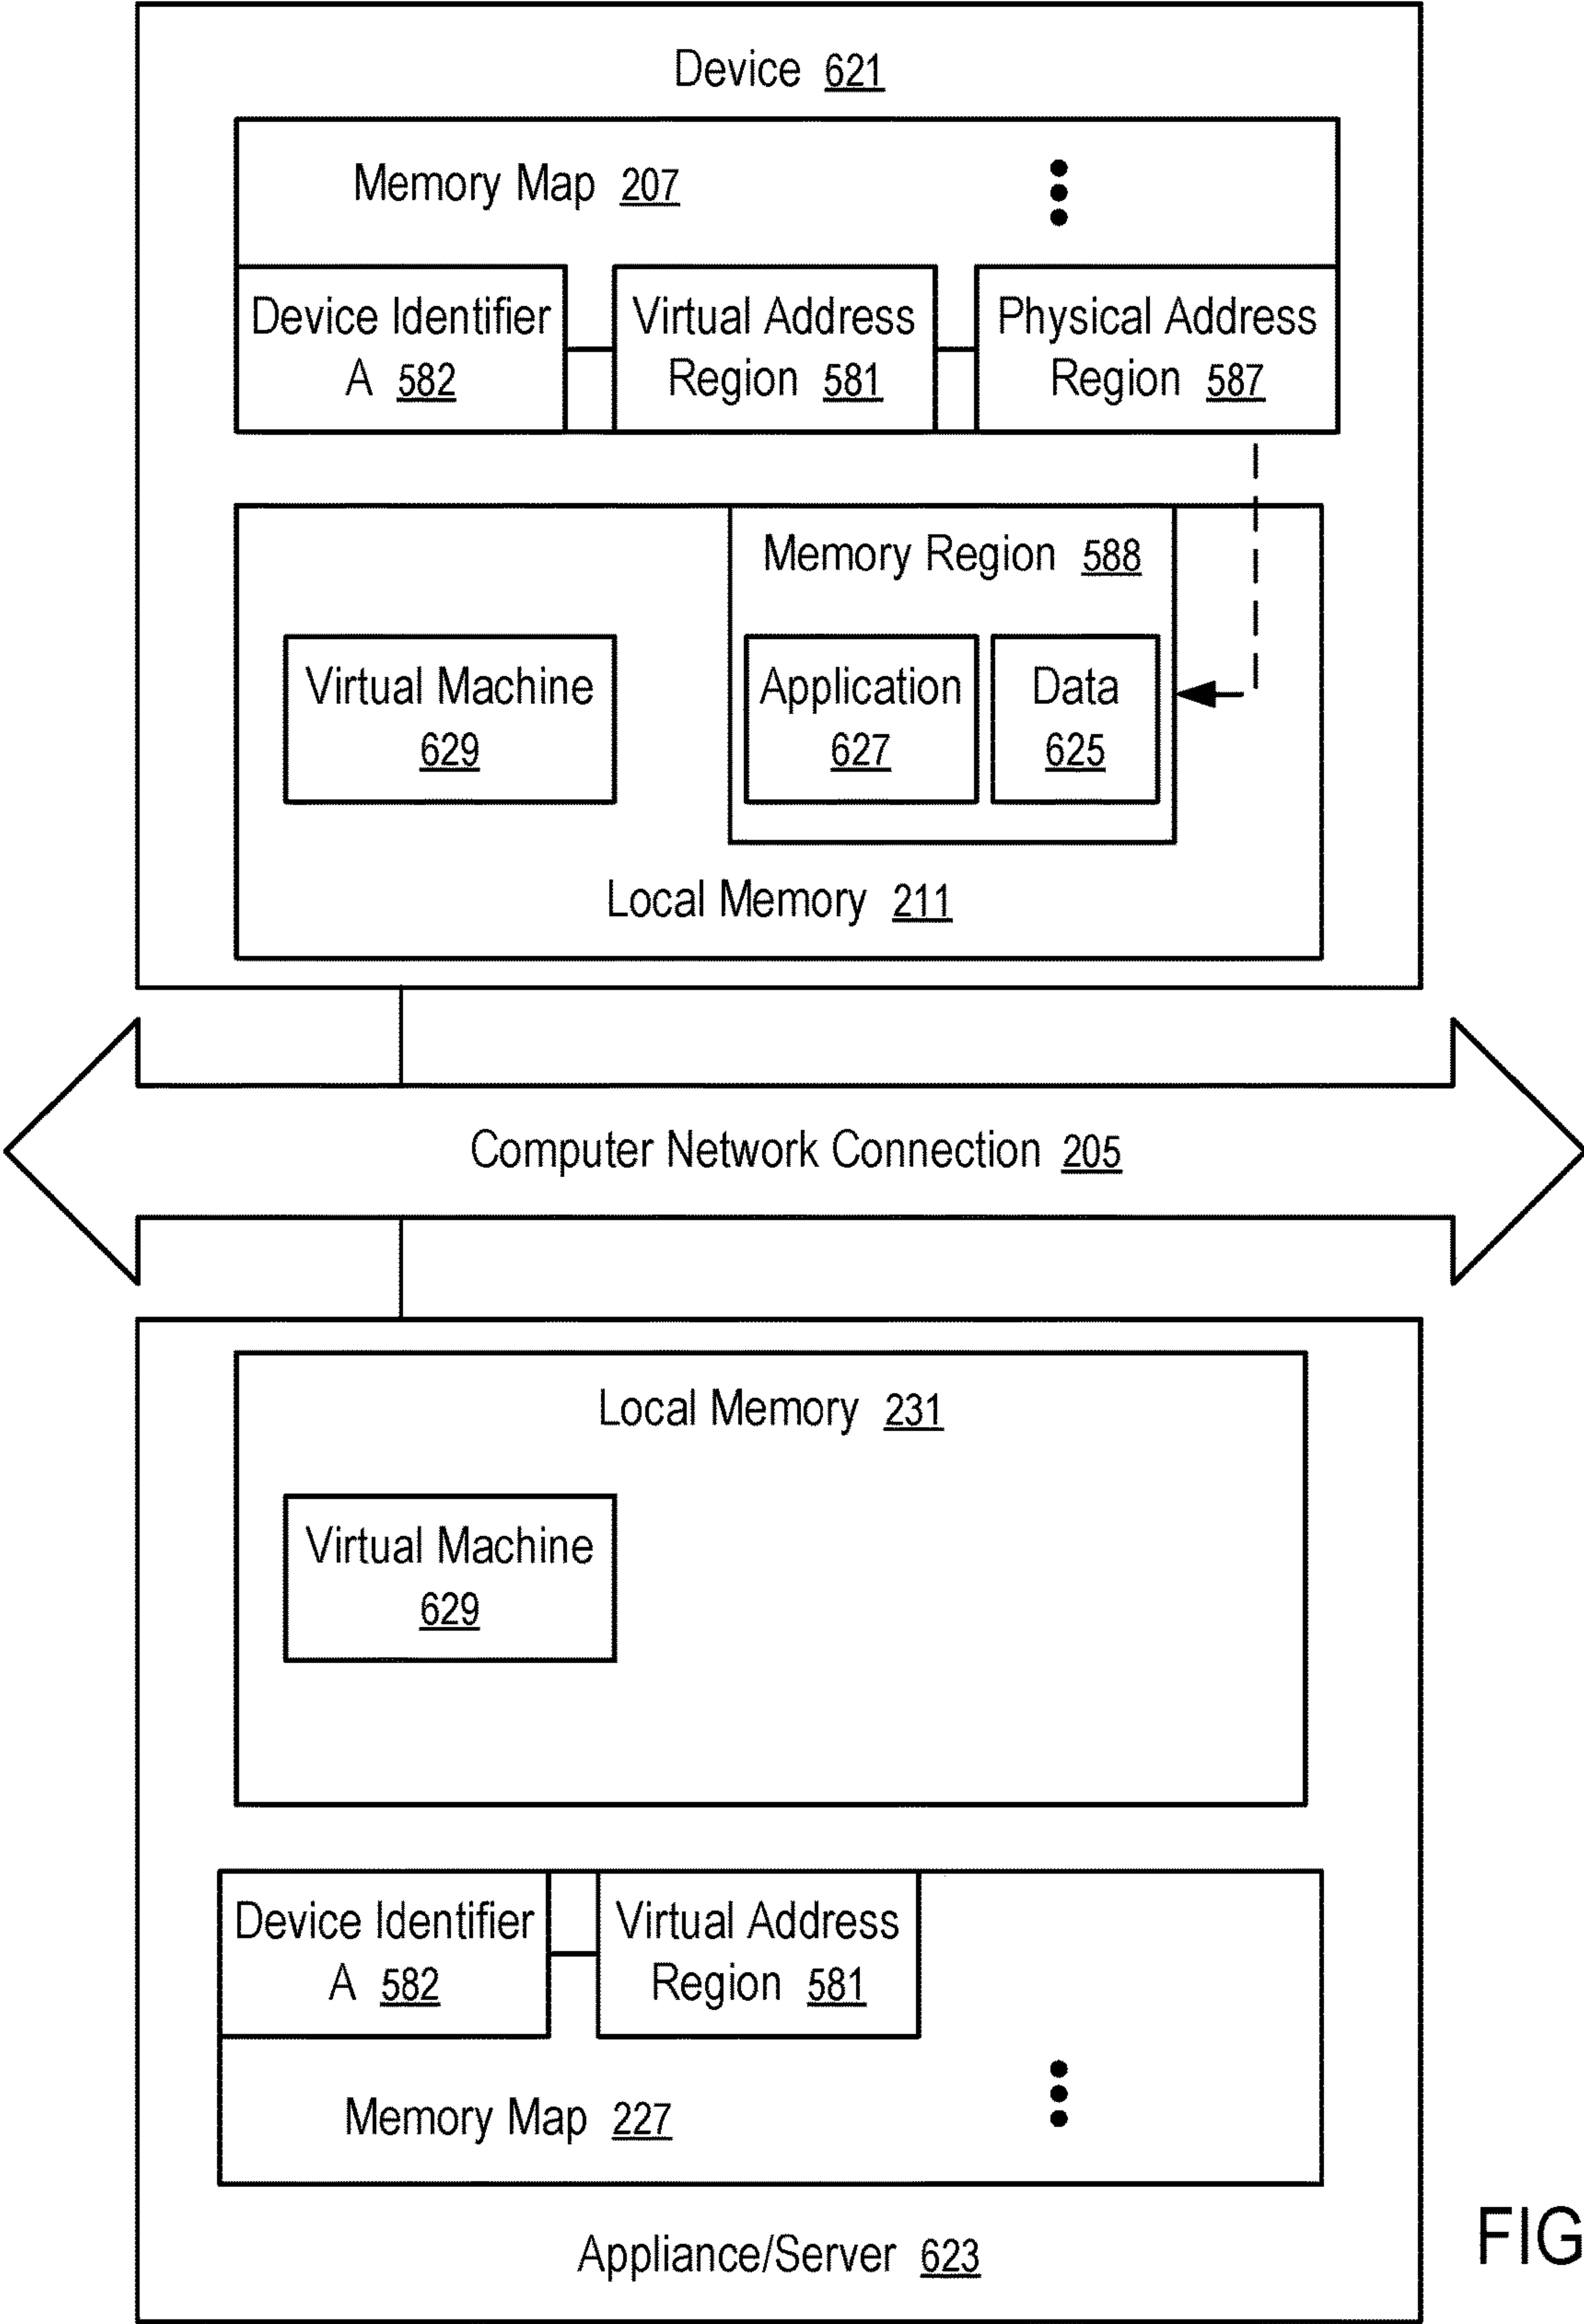 Device 621
Memory Map 207
Device Identifier
A 582
Virtual Address
Region 581
Physical Address
Region 587
Memory Region 588
Virtual Machine
629
Application
627
Data
625
Local Memory 211
Computer Network Connection 205
Local Memory 231
Virtual Machine
629
Device Identifier
A 582
Virtual Address
Region 581
Memory Map 227
Appliance/Server 623
FIG